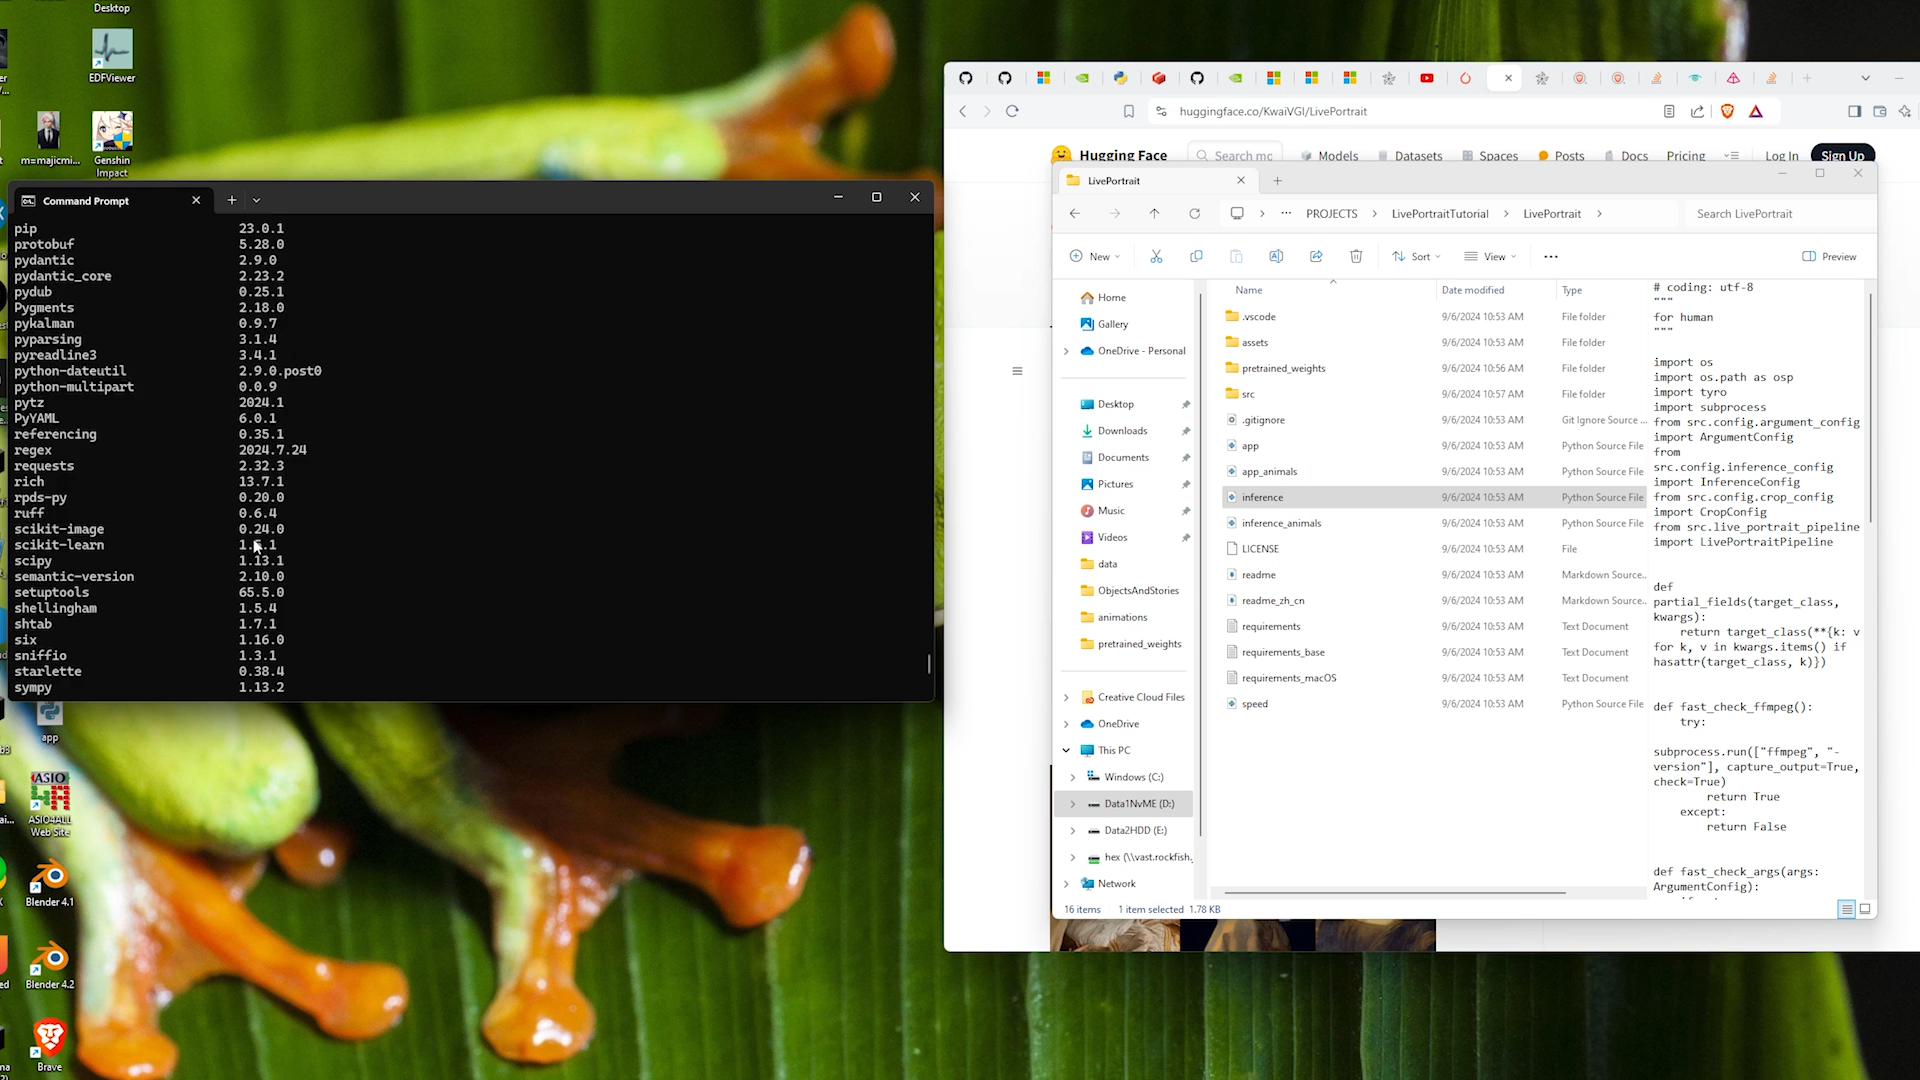 Desktop
EDFViewer
m=majicmi...
Genshin
Impact
Command Prompt
pip 23.0.1
protobuf 5.28.0
pydantic 2.9.0
pydantic_core 2.23.2
pydub 0.25.1
Pygments 2.18.0
pykalman 0.9.7
pyparsing 3.1.4
pyreadline3 3.4.1
python-dateutil 2.9.0.post0
python-multipart 0.0.9
pytz 2024.1
PyYAML 6.0.1
referencing 0.35.1
regex 2024.7.24
requests 2.32.3
rich 13.7.1
rpds-py 0.20.0
ruff 0.6.4
scikit-image 0.24.0
scikit-learn
scipy 1.13.1
semantic-version 2.10.0
setuptools 65.5.0
shellingham 1.5.4
shtab 1.7.1
six 1.16.0
sniffio 1.3.1
starlette 0.38.4
sympy 1.13.2
app
ASIO
ASIO4ALL
Web Site
Blender 4.1
Blender 4.2
Brave
huggingface.co/KwaiVGI/LivePortrait
Hugging Face Search mo Models Datasets Spaces Posts Docs Pricing Log In Sign Up
LivePortrait
PROJECTS LivePortraitTutorial LivePortrait Search LivePortrait
New Sort View ... Preview
Home
Gallery
OneDrive - Personal
Desktop
Downloads
Documents
Pictures
Music
Videos
data
ObjectsAndStories
animations
pretrained_weights
Creative Cloud Files
OneDrive
This PC
Windows (C:)
Data1NvME (D:)
Data2HDD (E:)
hex (\\vast.rockfish.
Network
Name Date modified Type
.vscode 9/6/2024 10:53 AM File folder
assets 9/6/2024 10:53 AM File folder
pretrained_weights 9/6/2024 10:56 AM File folder
src 9/6/2024 10:57 AM File folder
.gitignore 9/6/2024 10:53 AM Git Ignore Source ...
app 9/6/2024 10:53 AM Python Source File
app_animals 9/6/2024 10:53 AM Python Source File
inference 9/6/2024 10:53 AM Python Source File
inference_animals 9/6/2024 10:53 AM Python Source File
LICENSE 9/6/2024 10:53 AM File
readme 9/6/2024 10:53 AM Markdown Source...
readme_zh_cn 9/6/2024 10:53 AM Markdown Source...
requirements 9/6/2024 10:53 AM Text Document
requirements_base 9/6/2024 10:53 AM Text Document
requirements_macOS 9/6/2024 10:53 AM Text Document
speed 9/6/2024 10:53 AM Python Source File
# coding: utf-8
"""
for human
"""
import os
import os.path as osp
import tyro
import subprocess
from src.config.argument_config
import ArgumentConfig
from
src.config.inference_config
import InferenceConfig
from src.config.crop_config
import CropConfig
from src.live_portrait_pipeline
import LivePortraitPipeline
def
partial_fields(target_class,
kwargs):
return target_class(**{k: v
for k, v in kwargs.items() if
hasattr(target_class, k)})
def fast_check_ffmpeg():
try:
subprocess.run(["ffmpeg", "-
version"], capture_output=True,
check=True)
return True
except:
return False
def fast_check_args(args:
ArgumentConfig):
16 items 1 item selected 1.78 KB